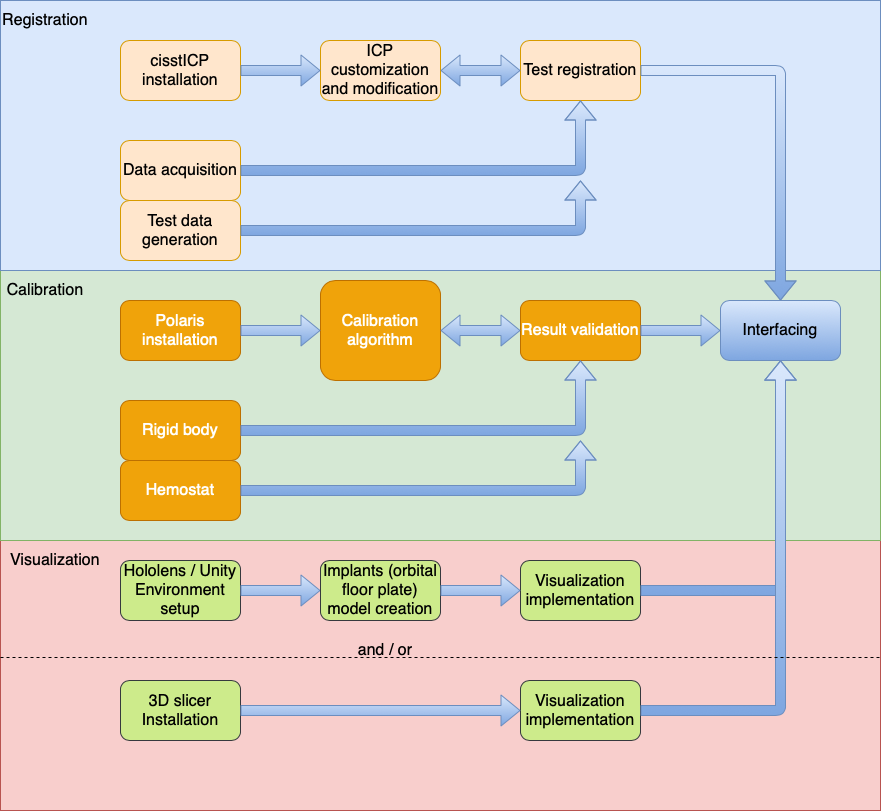 Registration
cisstICP
installation
ICP
customization
and modification
Test registration
Data acquisition
Test data
generation
Calibration
Polaris
installation
Calibration
algorithm
Result validation
Interfacing
Rigid body
Hemostat
Visualization
Hololens / Unity
Environment
setup
Implants (orbital
floor plate)
model creation
Visualization
implementation
and / or
3D slicer
Installation
Visualization
implementation